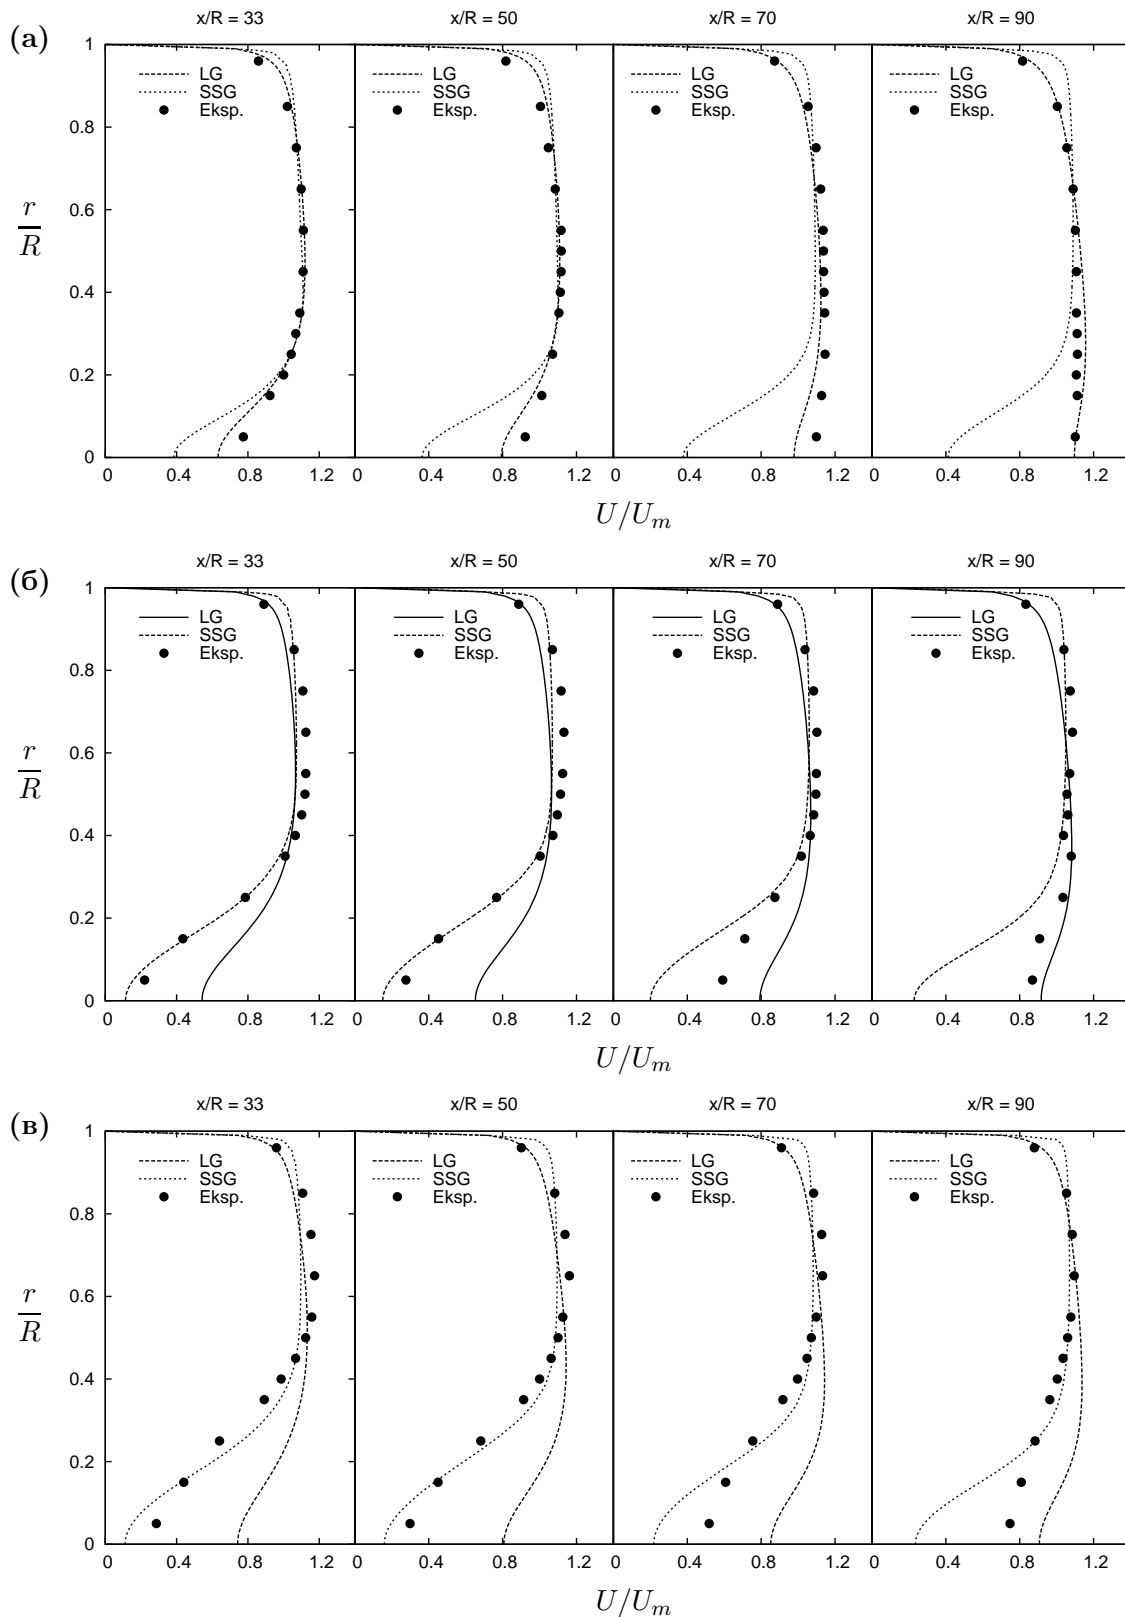 (а)
x/R = 33
x/R = 50
x/R = 70
x/R = 90
1
0.8
0.6
0.4
0.2
0
r
R
LG
SSG
Eksp.
LG
SSG
Eksp.
LG
SSG
Eksp.
LG
SSG
Eksp.
0 0.4 0.8 1.2
0 0.4 0.8 1.2
0 0.4 0.8 1.2
0 0.4 0.8 1.2
U/U_m
(б)
x/R = 33
x/R = 50
x/R = 70
x/R = 90
1
0.8
0.6
0.4
0.2
0
r
R
LG
SSG
Eksp.
LG
SSG
Eksp.
LG
SSG
Eksp.
LG
SSG
Eksp.
0 0.4 0.8 1.2
0 0.4 0.8 1.2
0 0.4 0.8 1.2
0 0.4 0.8 1.2
U/U_m
(в)
x/R = 33
x/R = 50
x/R = 70
x/R = 90
1
0.8
0.6
0.4
0.2
0
r
R
LG
SSG
Eksp.
LG
SSG
Eksp.
LG
SSG
Eksp.
LG
SSG
Eksp.
0 0.4 0.8 1.2
0 0.4 0.8 1.2
0 0.4 0.8 1.2
0 0.4 0.8 1.2
U/U_m